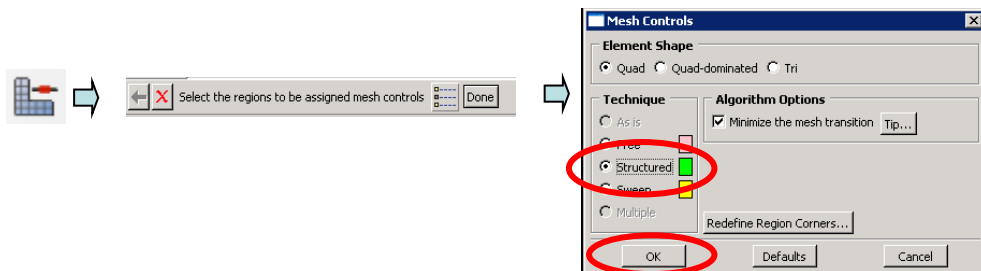 Select the regions to be assigned mesh controls
Done
Mesh Controls
Element Shape
Quad Quad-dominated Tri
Technique
As is
Free
Structured
Sweep
Multiple
Algorithm Options
Minimize the mesh transition Tip...
Redefine Region Corners...
OK Defaults Cancel